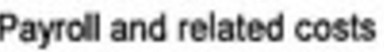 Payroll and related costs